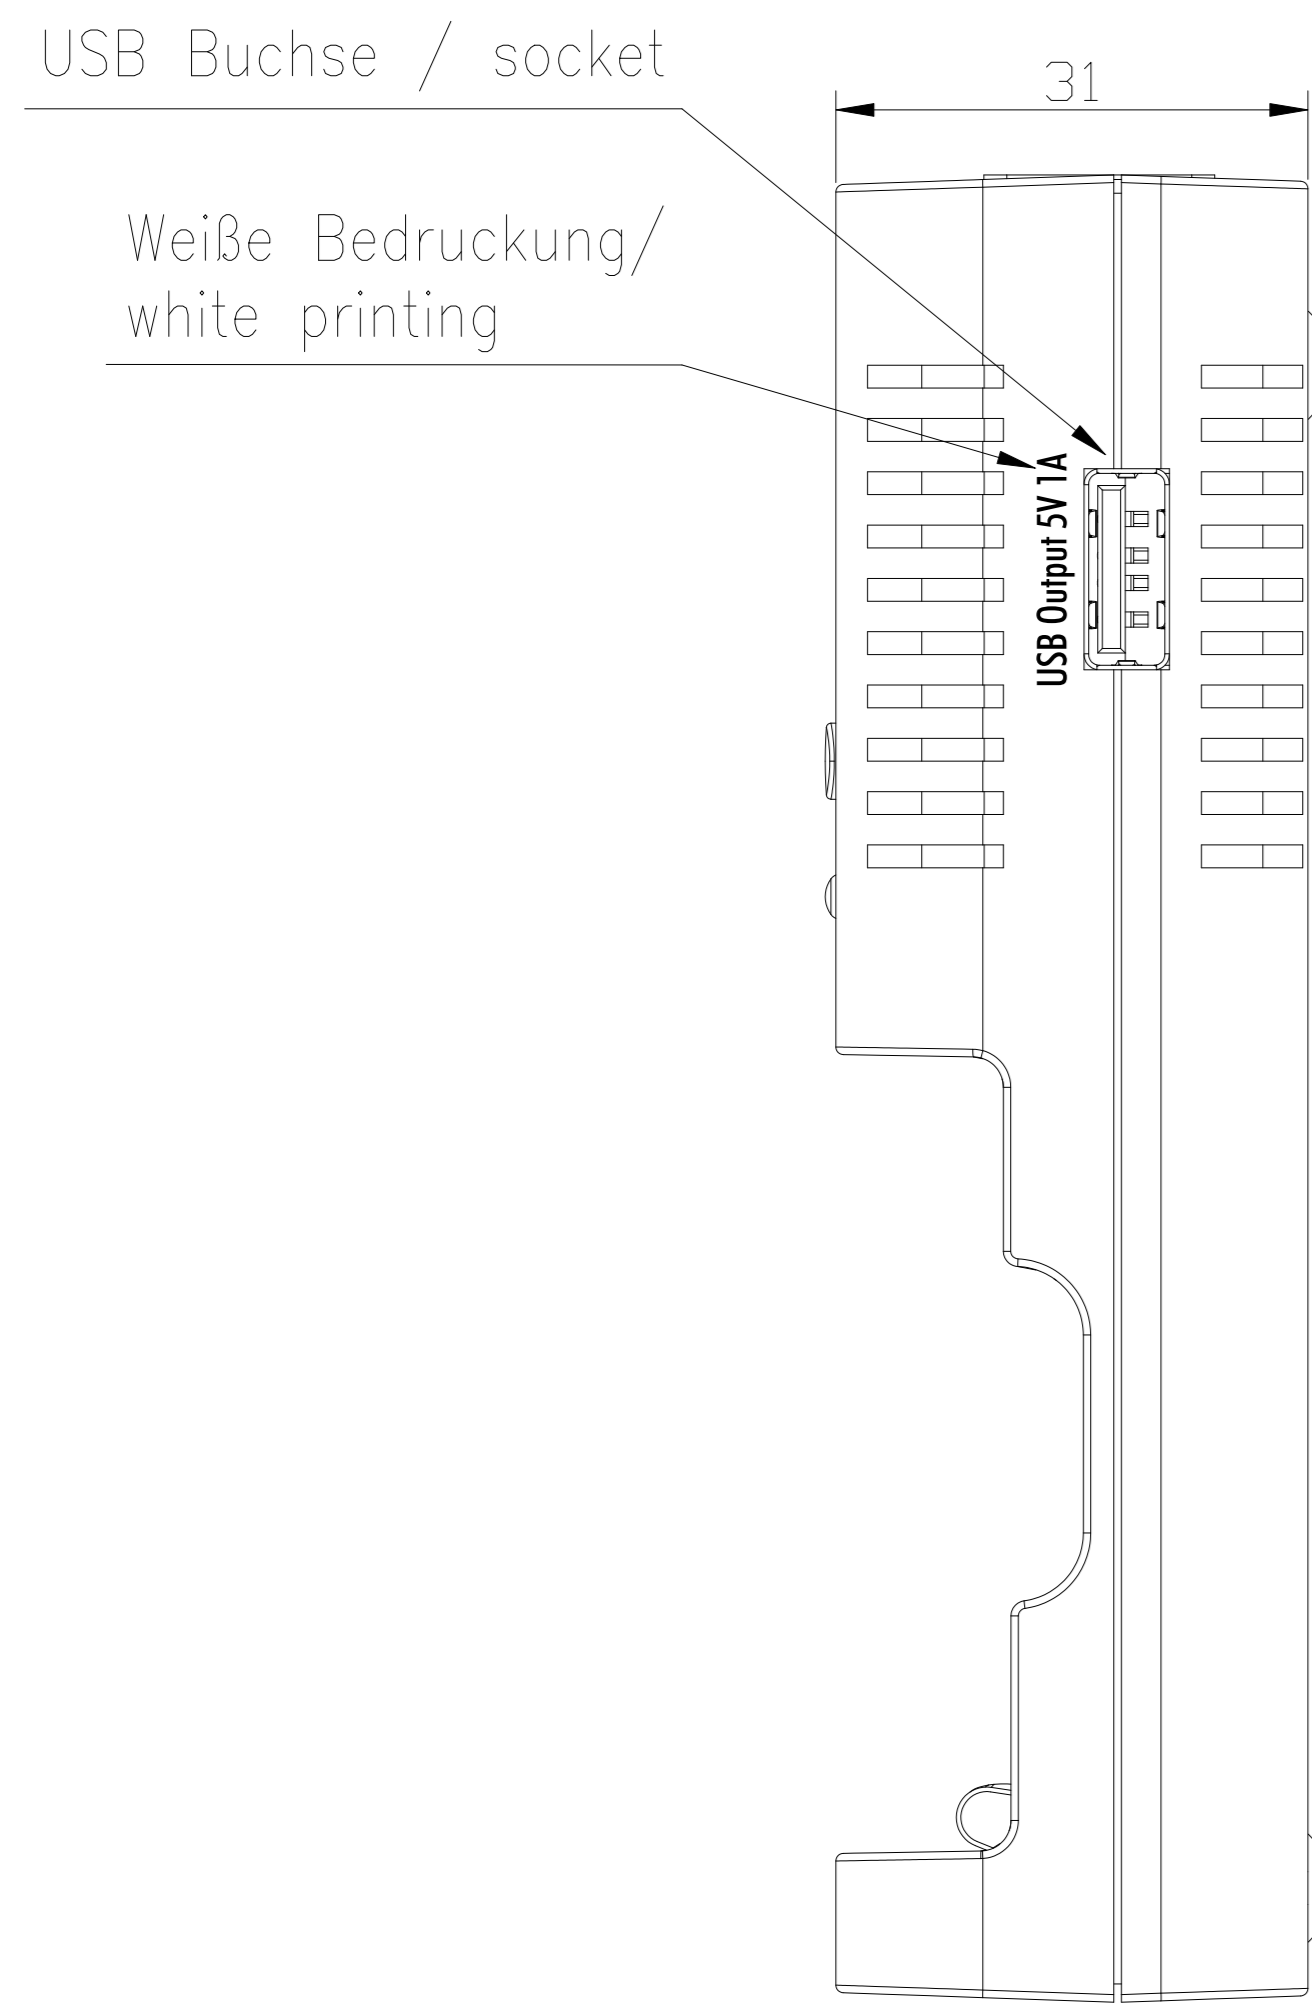 USB Buchse / socket
31
Weiße Bedruckung/
white printing
USB Output 5V 1A